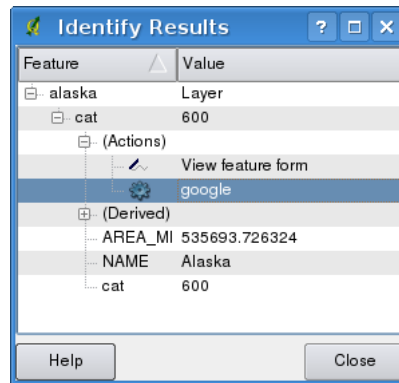 Identify Results
Feature Value
alaska Layer
cat 600
(Actions)
View feature form
google
(Derived)
AREA_MI 535693.726324
NAME Alaska
cat 600
Help Close